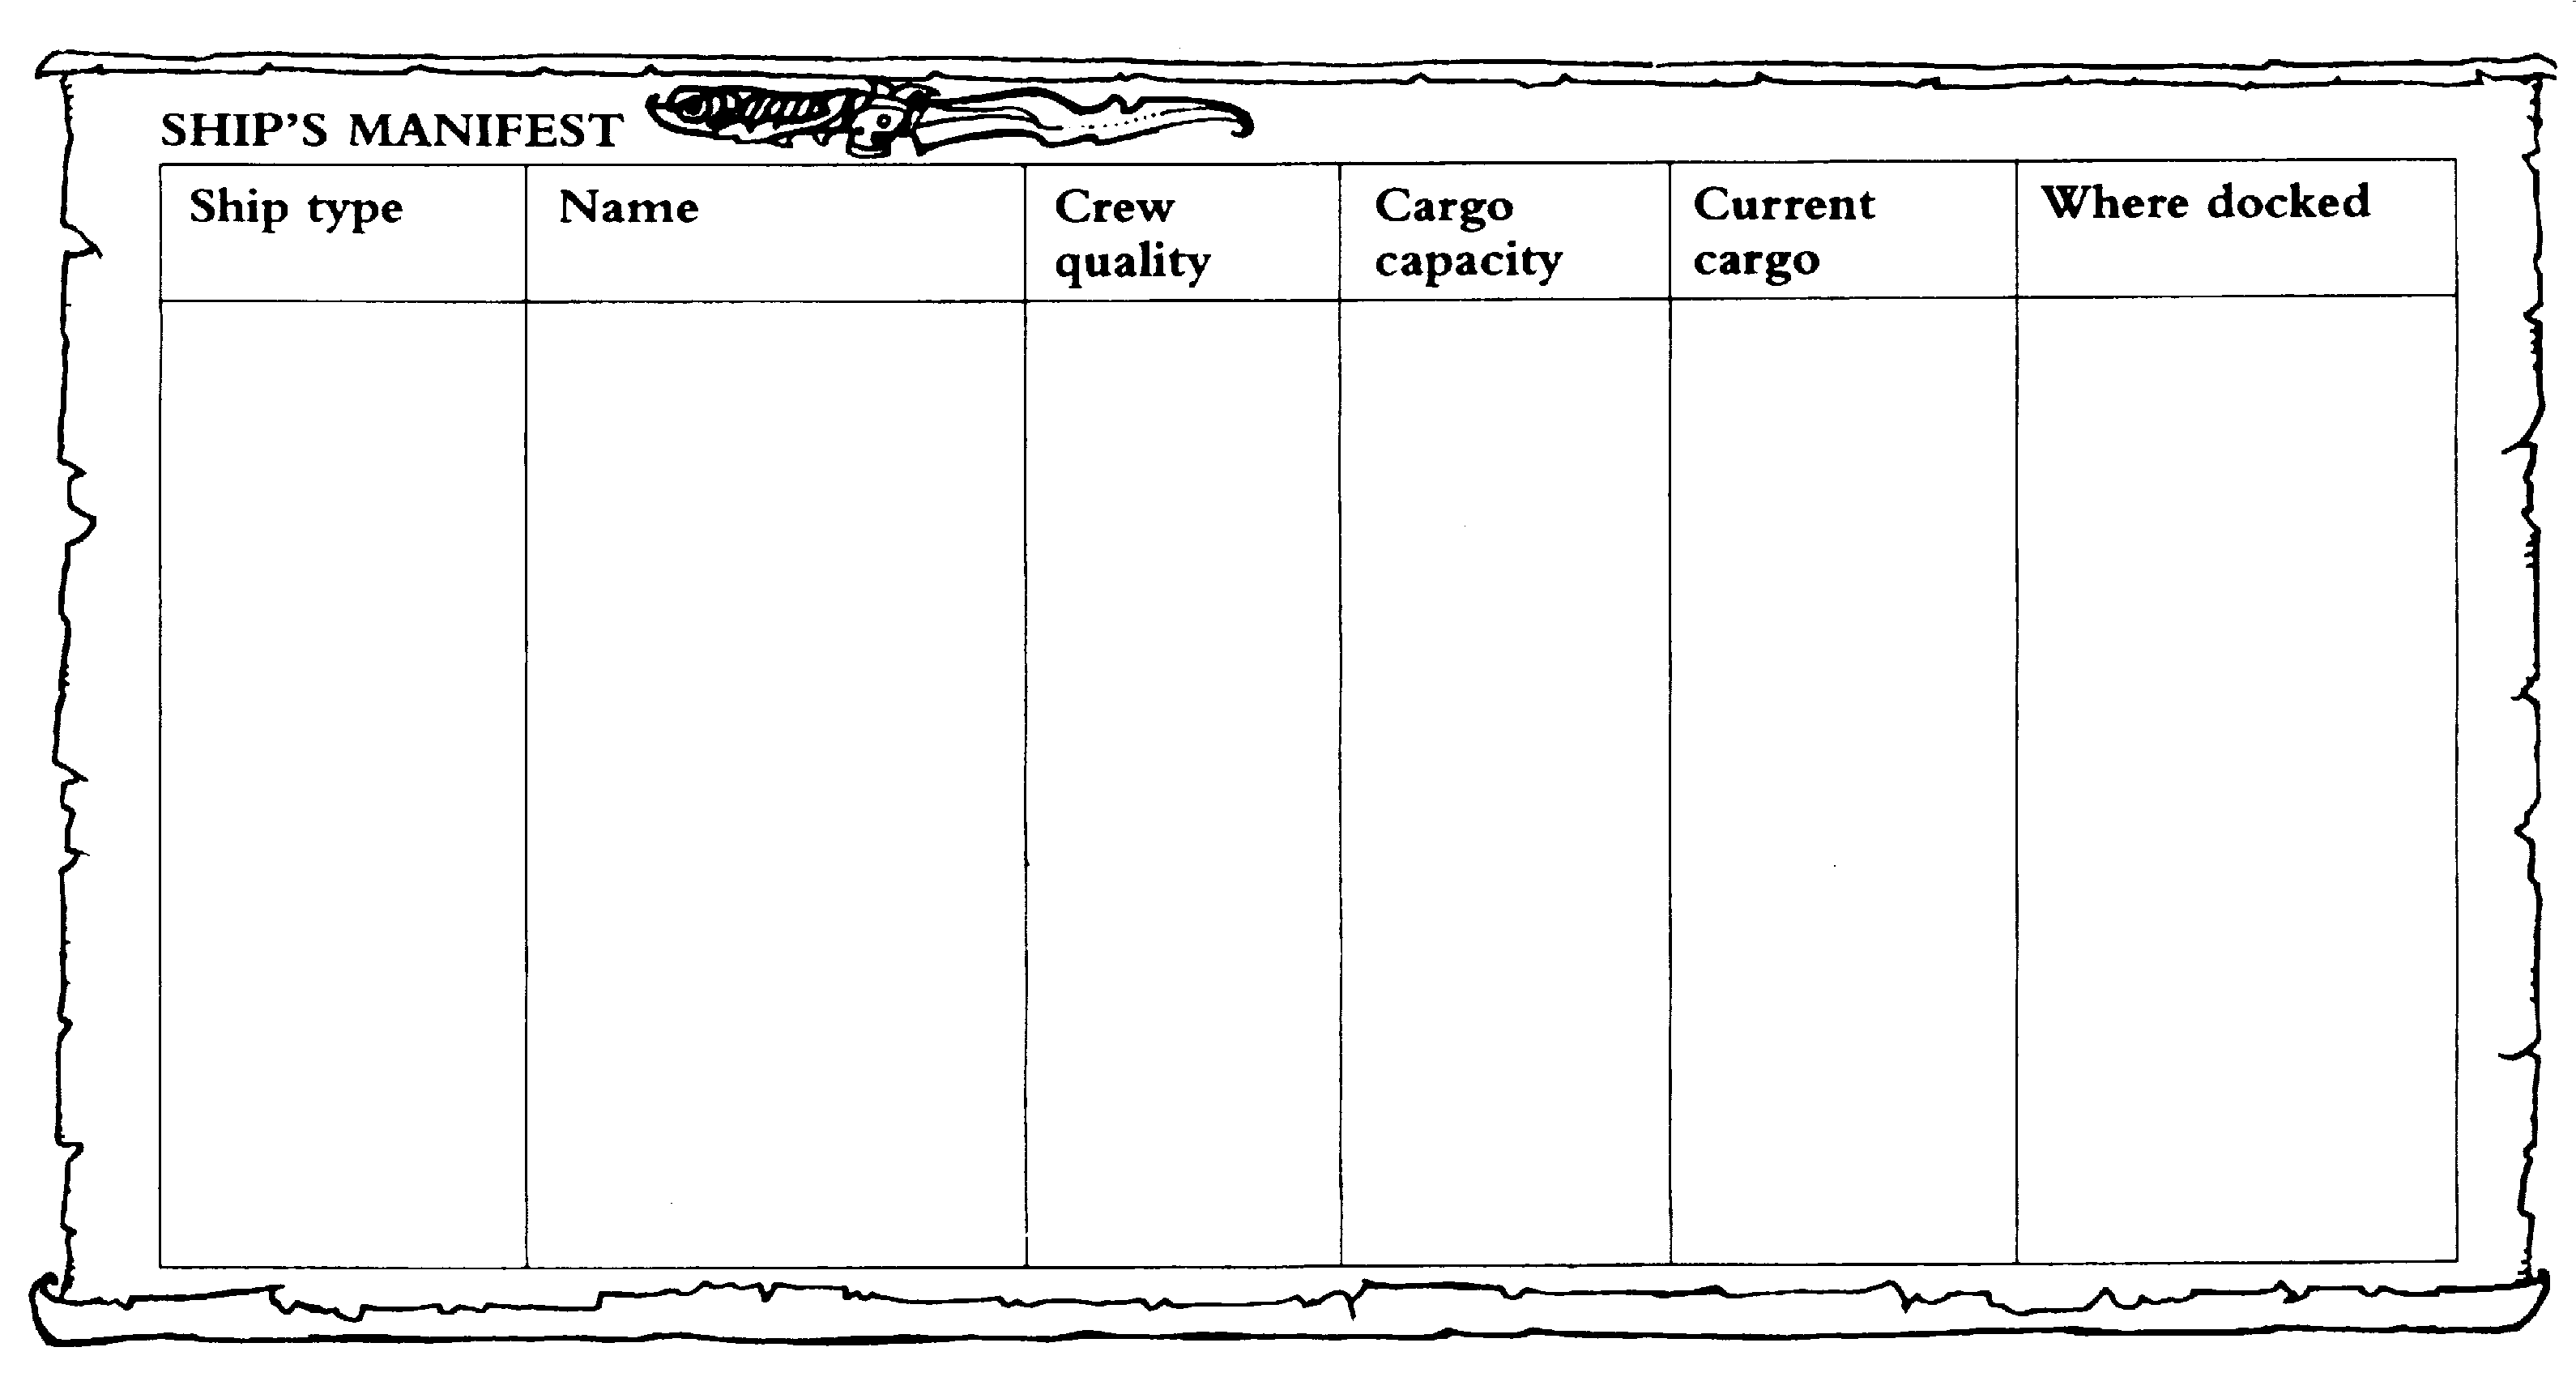 SHIP'S MANIFEST
Ship type
Name
Crew
quality
Cargo
capacity
Current
cargo
Where docked